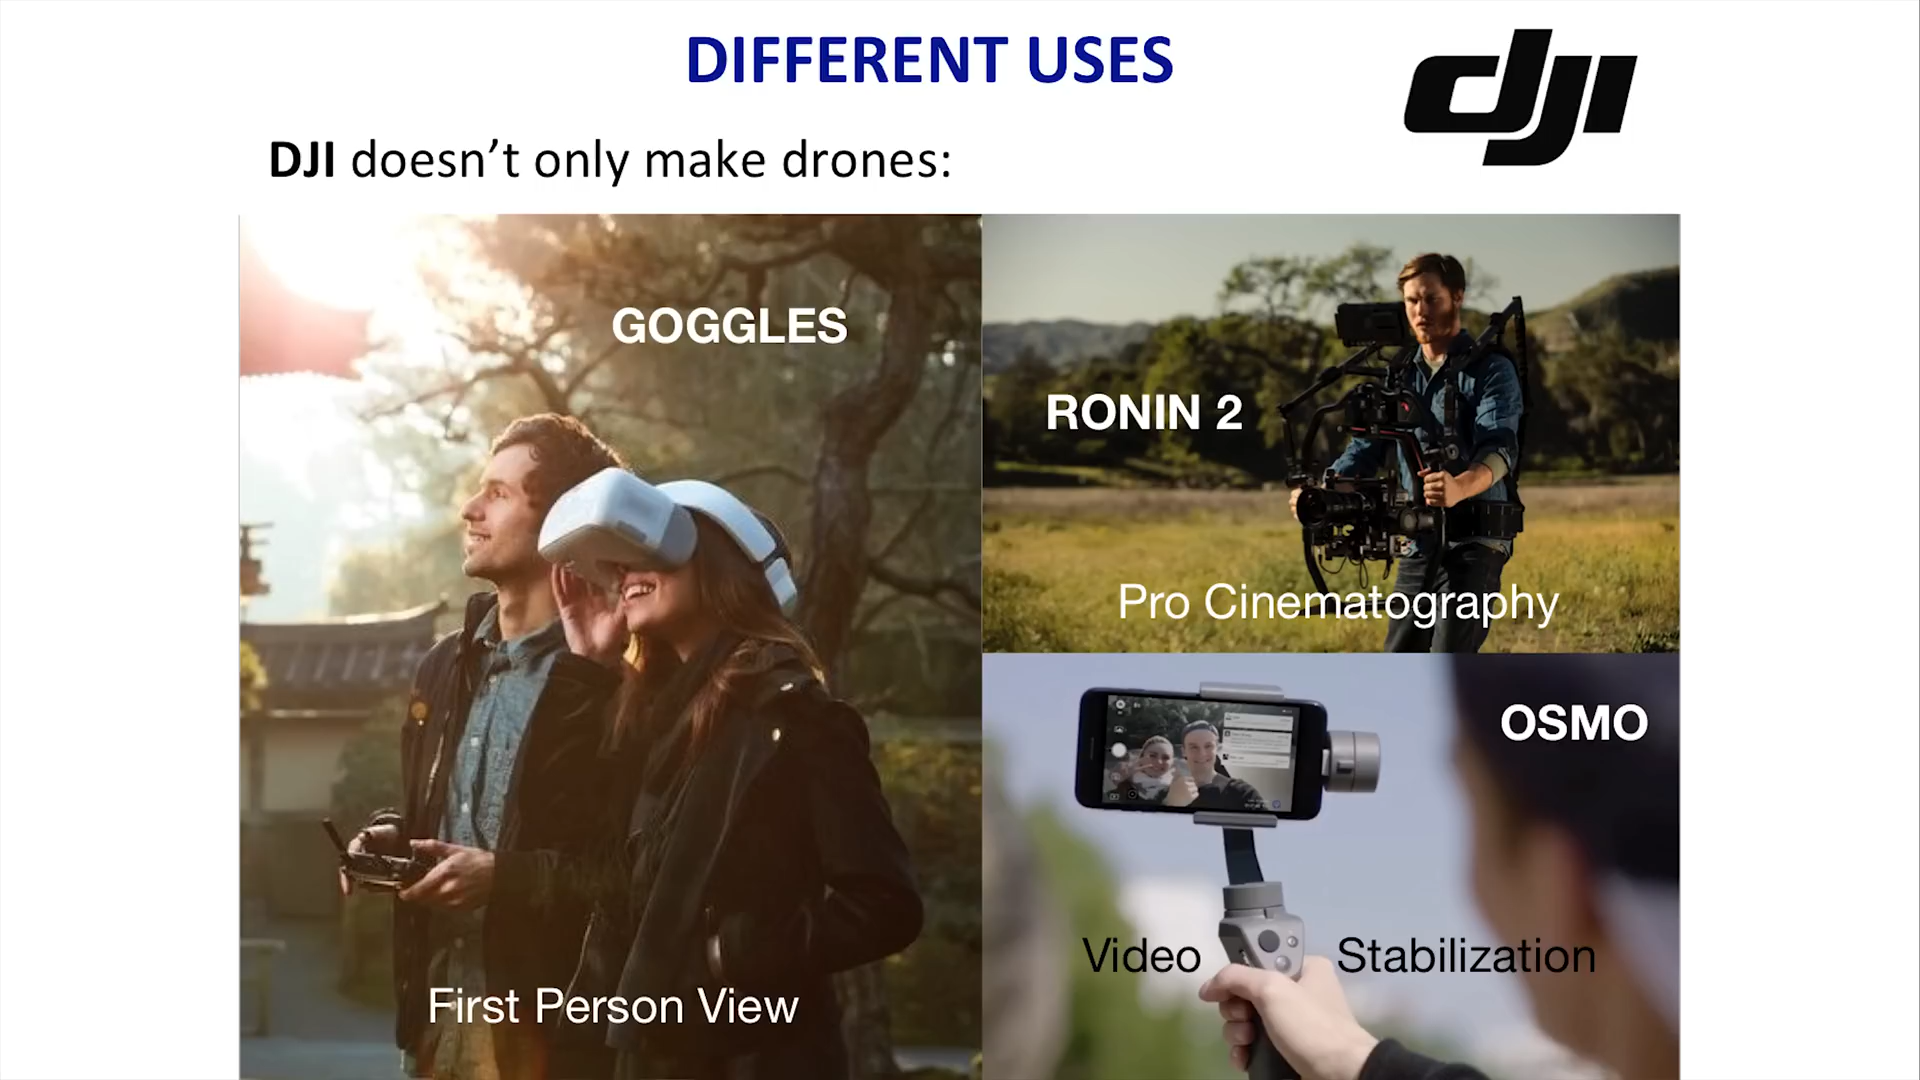 DIFFERENT USES
dji
DJI doesn’t only make drones:
GOGGLES
First Person View
RONIN 2
Pro Cinematography
OSMO
Video Stabilization